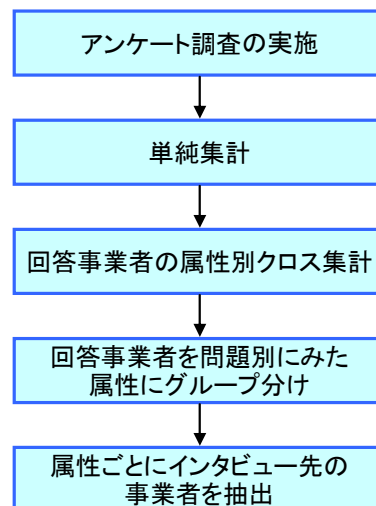 アンケート調査の実施
単純集計
回答事業者の属性別クロス集計
回答事業者を問題別にみた
属性にグループ分け
属性ごとにインタビュー先の
事業者を抽出